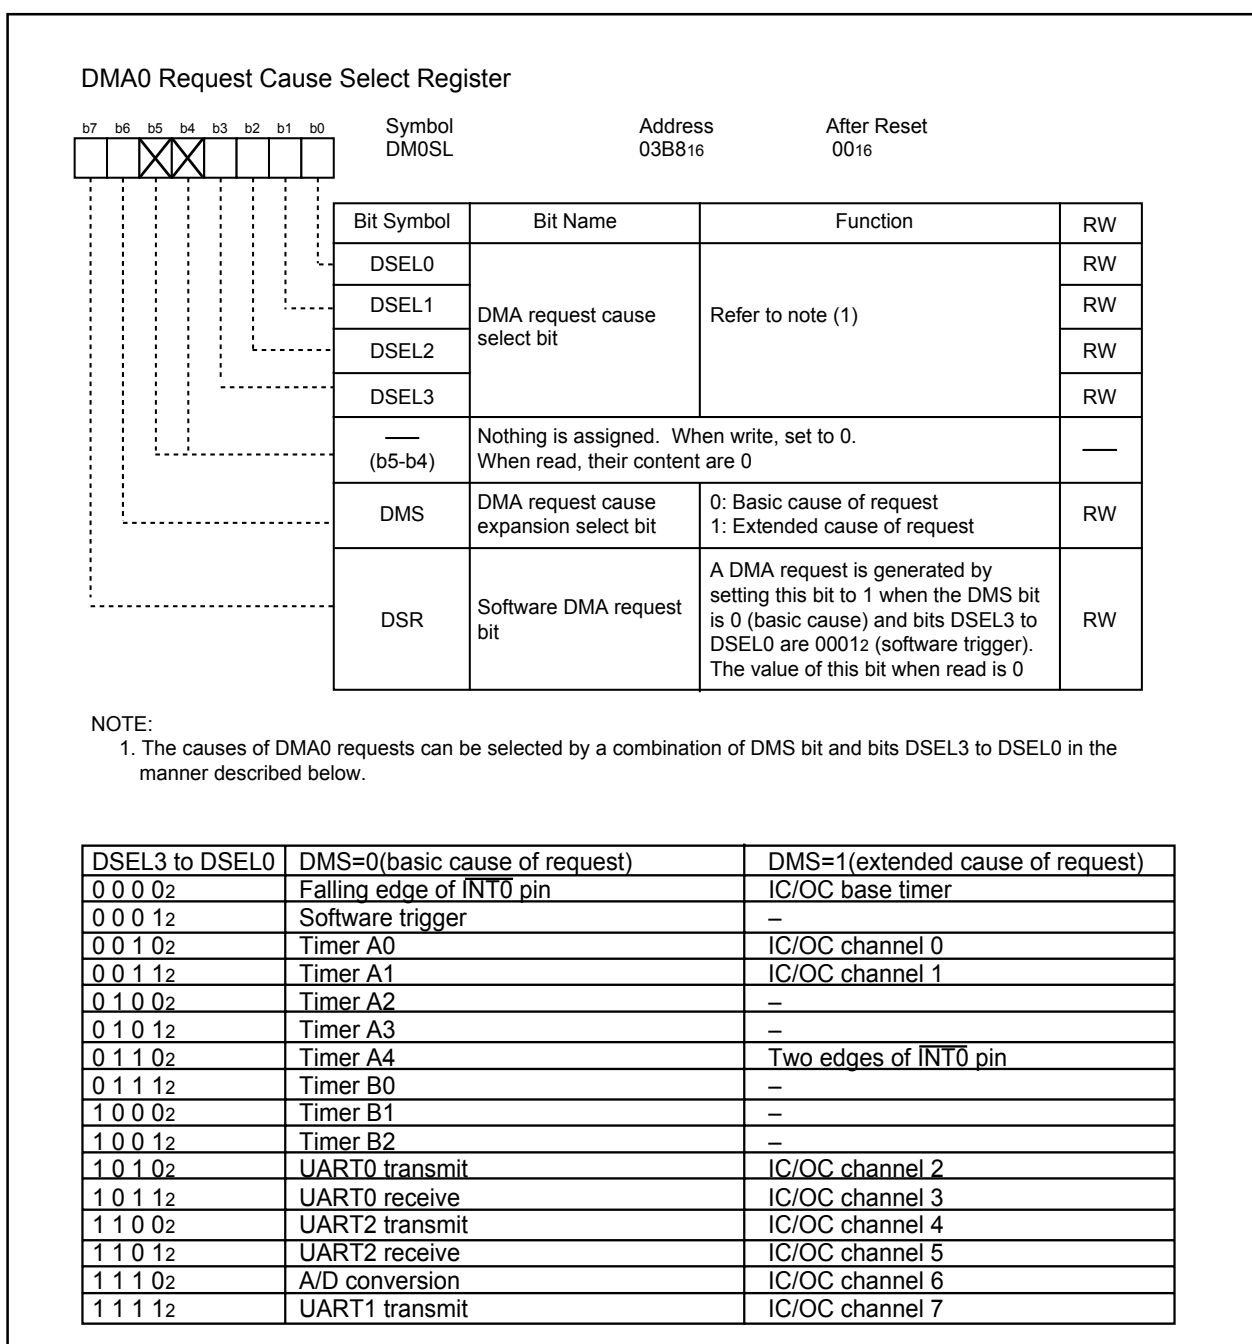 DMA0 Request Cause Select Register
b7 b6 b5 b4 b3 b2 b1 b0
Symbol Address After Reset
DM0SL 03B816 0016
Bit Symbol Bit Name Function RW
DSEL0 RW
DSEL1 RW
DMA request cause select bit
Refer to note (1)
DSEL2 RW
DSEL3 RW
—
(b5-b4)
Nothing is assigned. When write, set to 0.
When read, their content are 0
—
DMS
DMA request cause
expansion select bit
0: Basic cause of request
1: Extended cause of request
RW
DSR
Software DMA request
bit
A DMA request is generated by
setting this bit to 1 when the DMS bit
is 0 (basic cause) and bits DSEL3 to
DSEL0 are 00012 (software trigger).
The value of this bit when read is 0
RW
NOTE:
1. The causes of DMA0 requests can be selected by a combination of DMS bit and bits DSEL3 to DSEL0 in the
manner described below.
DSEL3 to DSEL0 DMS=0(basic cause of request) DMS=1(extended cause of request)
0 0 0 02 Falling edge of INT0 pin IC/OC base timer
0 0 0 12 Software trigger –
0 0 1 02 Timer A0 IC/OC channel 0
0 0 1 12 Timer A1 IC/OC channel 1
0 1 0 02 Timer A2 –
0 1 0 12 Timer A3 –
0 1 1 02 Timer A4 Two edges of INT0 pin
0 1 1 12 Timer B0 –
1 0 0 02 Timer B1 –
1 0 0 12 Timer B2 –
1 0 1 02 UART0 transmit IC/OC channel 2
1 0 1 12 UART0 receive IC/OC channel 3
1 1 0 02 UART2 transmit IC/OC channel 4
1 1 0 12 UART2 receive IC/OC channel 5
1 1 1 02 A/D conversion IC/OC channel 6
1 1 1 12 UART1 transmit IC/OC channel 7